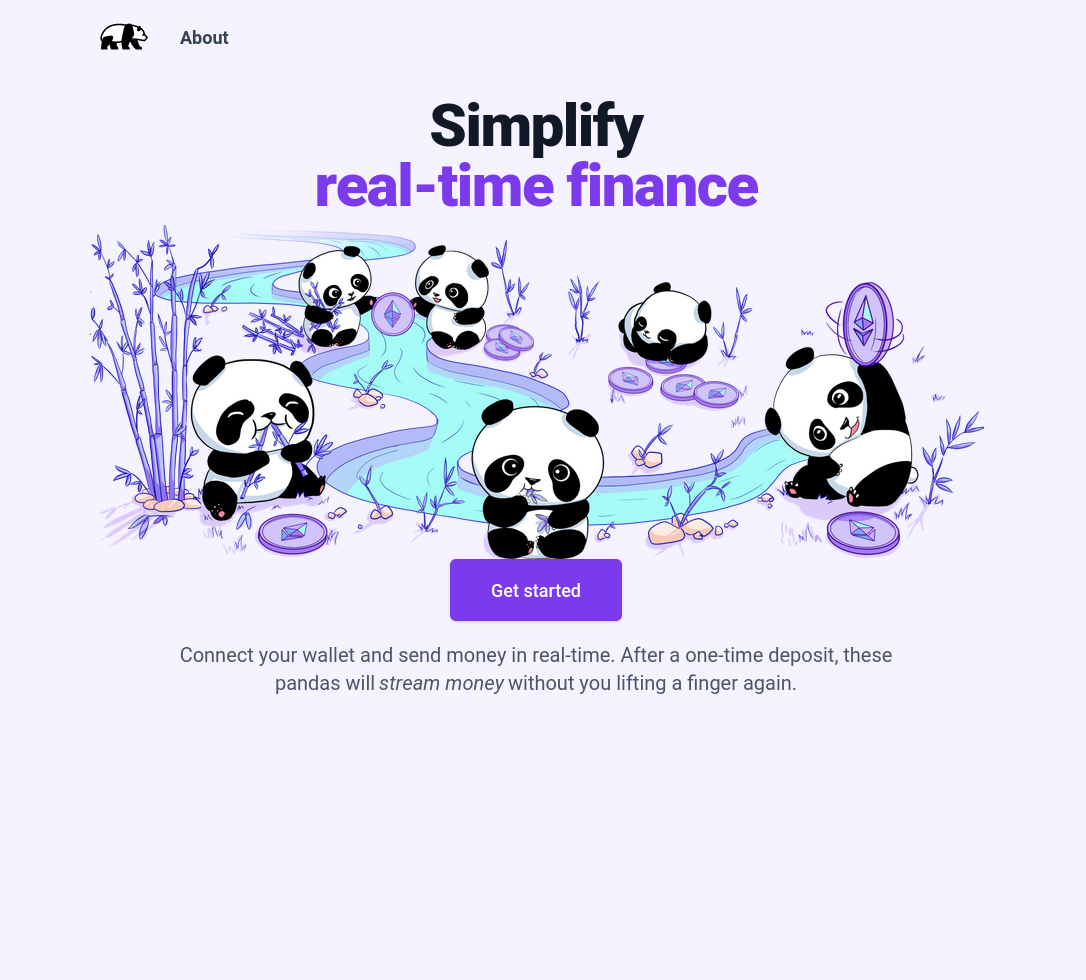 About
Simplify
real-time finance
Get started
Connect your wallet and send money in real-time. After a one-time deposit, these
pandas will stream money without you lifting a finger again.